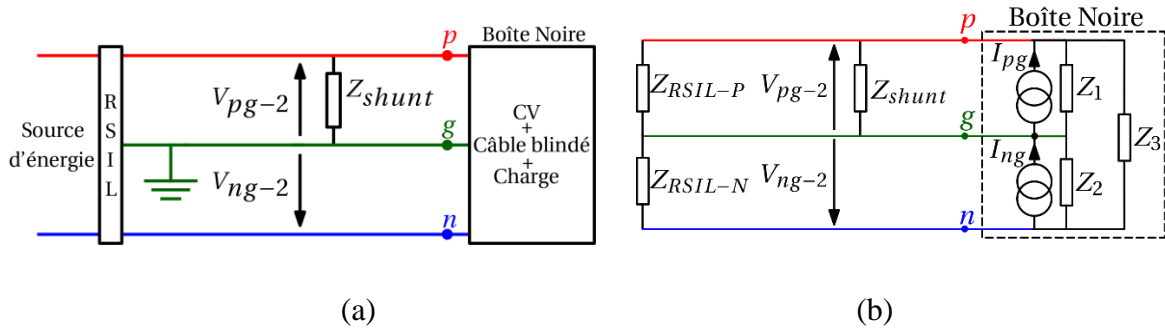 p
Boîte Noire
R
S
I
L
V_{pg-2}
Z_{shunt}
Source
d'énergie
g
CV
+
Câble blindé
+
Charge
V_{ng-2}
n
(a)
Boîte Noire
p
I_{pg}
Z_{RSIL-P}
V_{pg-2}
Z_{shunt}
Z_1
g
Z_3
I_{ng}
Z_{RSIL-N}
V_{ng-2}
Z_2
n
(b)